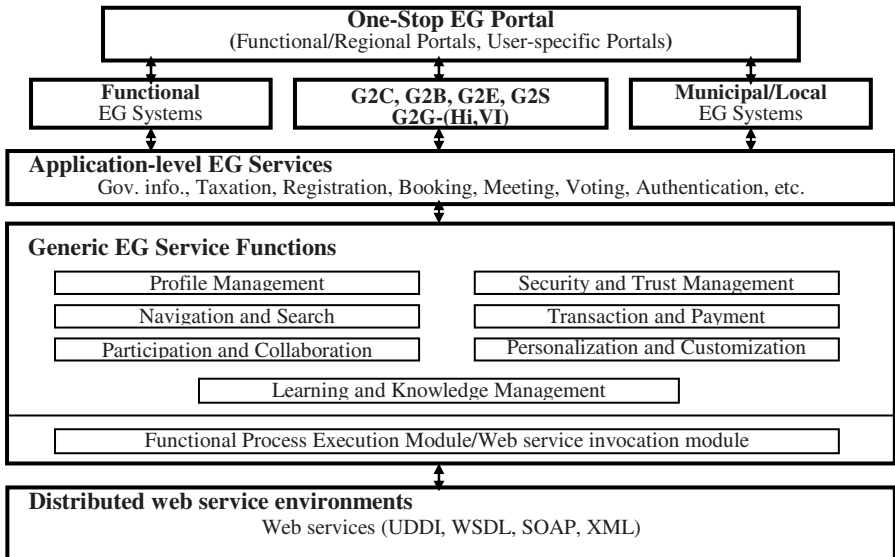 One-Stop EG Portal
(Functional/Regional Portals, User-specific Portals)
Functional
EG Systems
G2C, G2B, G2E, G2S
G2G-(Hi,VI)
Municipal/Local
EG Systems
Application-level EG Services
Gov. info., Taxation, Registration, Booking, Meeting, Voting, Authentication, etc.
Generic EG Service Functions
Profile Management
Security and Trust Management
Navigation and Search
Transaction and Payment
Participation and Collaboration
Personalization and Customization
Learning and Knowledge Management
Functional Process Execution Module/Web service invocation module
Distributed web service environments
Web services (UDDI, WSDL, SOAP, XML)